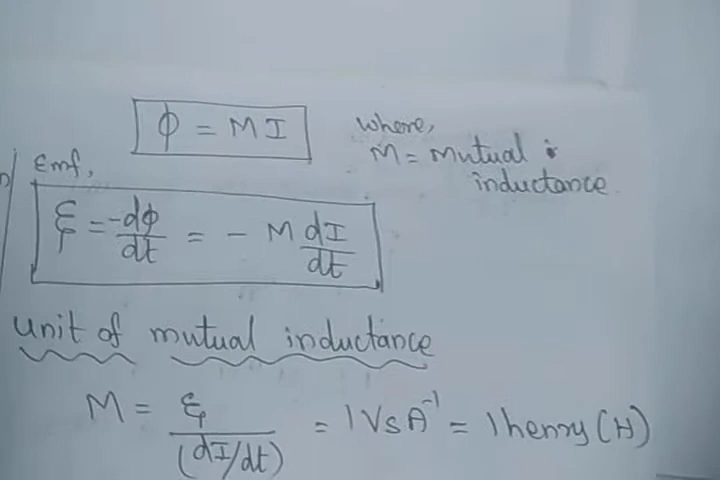 ϕ = MI
where,
M = mutual
inductance.
Emf,
ξ = -dϕ/dt = - M dI/dt
unit of mutual inductance
M = ξ/(dI/dt) = 1VsA⁻¹ = 1henry(H)